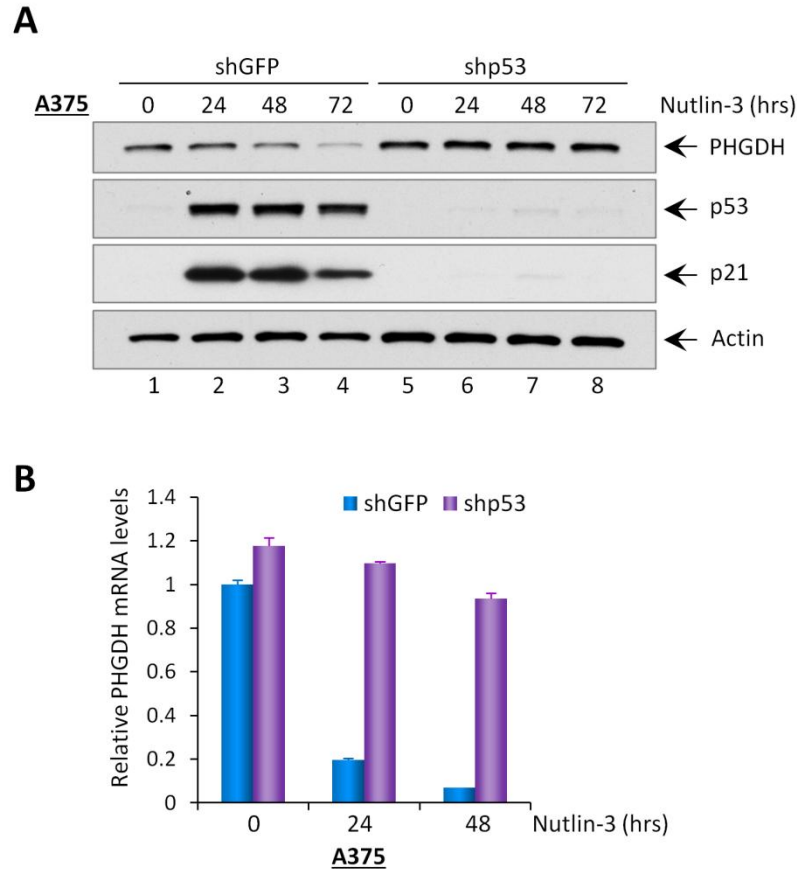 A
shGFP shp53
A375 0 24 48 72 0 24 48 72 Nutlin-3 (hrs)
PHGDH
p53
p21
Actin
1 2 3 4 5 6 7 8
B
Relative PHGDH mRNA levels
shGFP shp53
1.4
1.2
1
0.8
0.6
0.4
0.2
0
0 24 48 Nutlin-3 (hrs)
A375